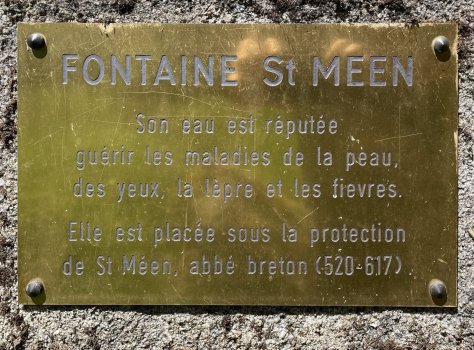 FONTAINE St MEEN
Son eau est réputée
guérir les maladies de la peau,
des yeux, la lèpre et les fievres.
Elle est placée sous la protection
de St Méen, abbé breton (520-617).